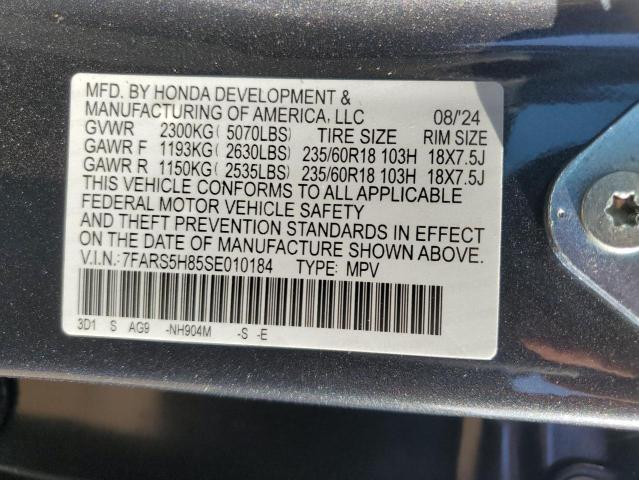 MFD. BY HONDA DEVELOPMENT &
MANUFACTURING OF AMERICA, LLC 08/'24
GVWR 2300KG (5070LBS) TIRE SIZE RIM SIZE
GAWR F 1193KG (2630LBS) 235/60R18 103H 18X7.5J
GAWR R 1150KG (2535LBS) 235/60R18 103H 18X7.5J
THIS VEHICLE CONFORMS TO ALL APPLICABLE
FEDERAL MOTOR VEHICLE SAFETY
AND THEFT PREVENTION STANDARDS IN EFFECT
ON THE DATE OF MANUFACTURE SHOWN ABOVE.
V.I.N.:7FARS5H85SE010184 TYPE: MPV
3D1 S AG9 -NH904M -S -E